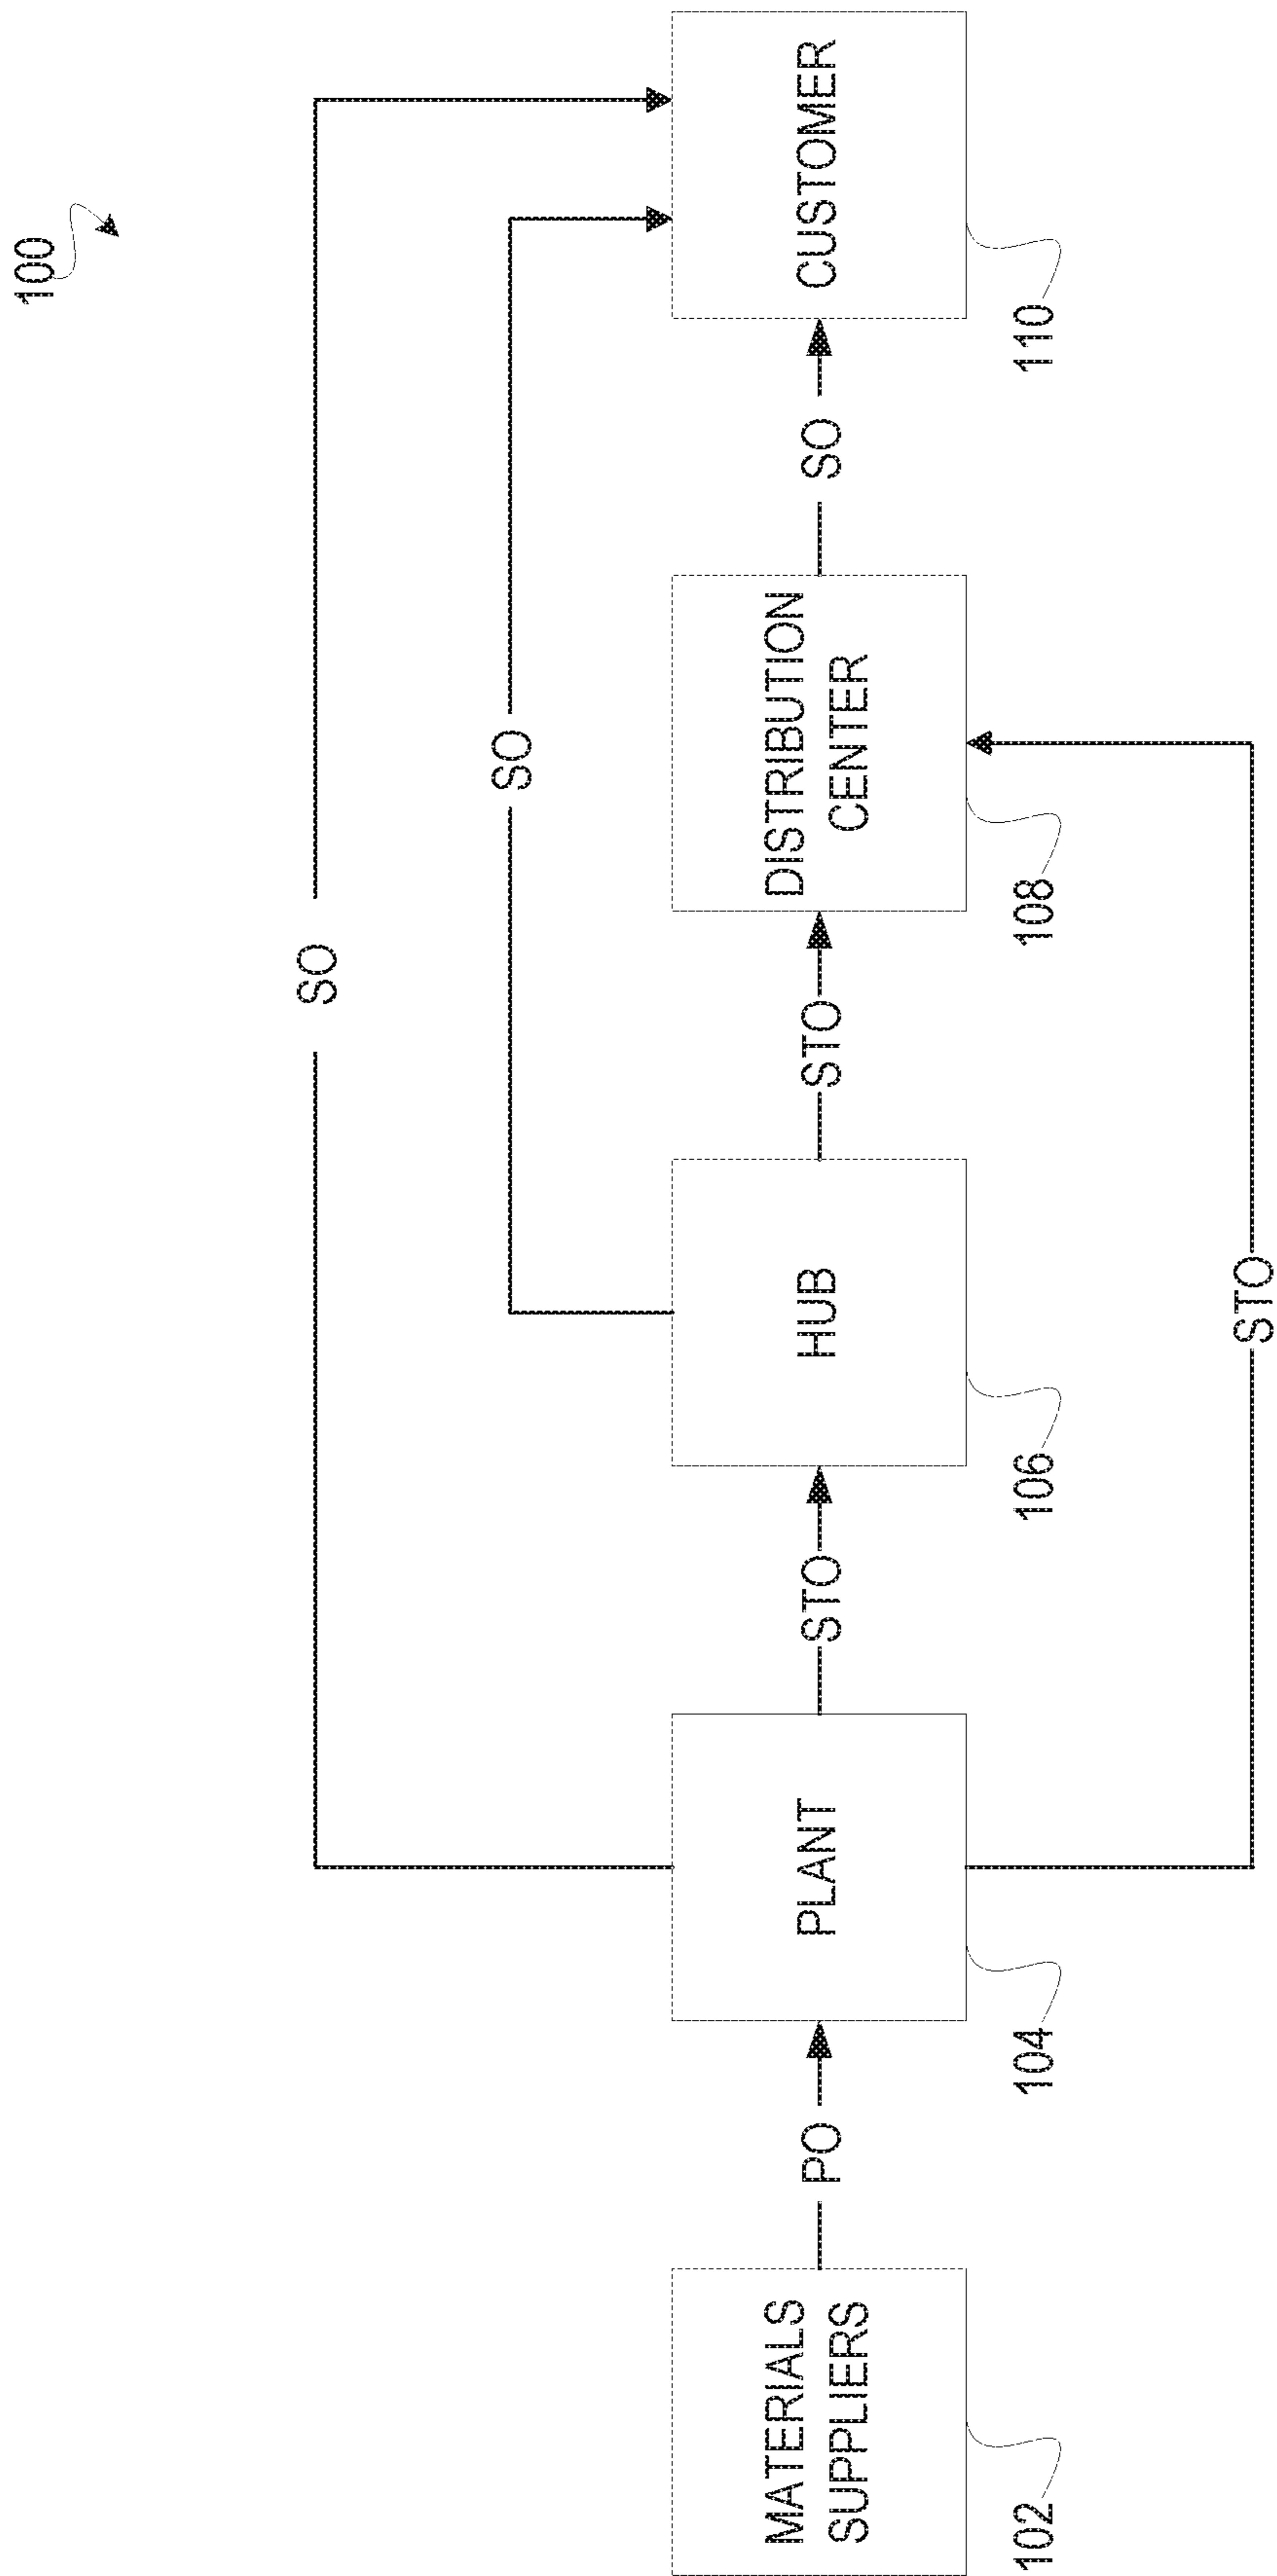 100
SO
SO
MATERIALS
SUPPLIERS
PO
PLANT
STO
HUB
STO
DISTRIBUTION
CENTER
SO
CUSTOMER
102
104
106
108
110
STO